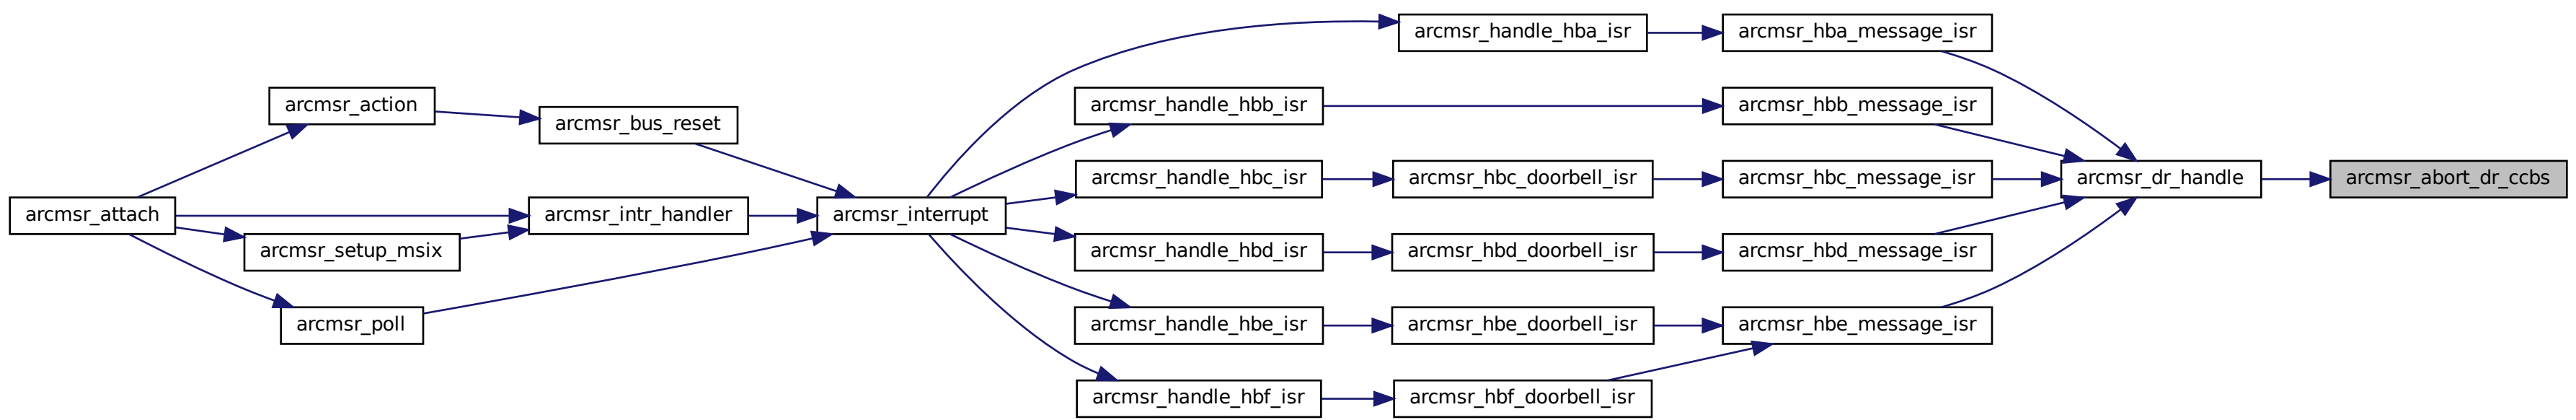 arcmsr_attach
arcmsr_action
arcmsr_setup_msix
arcmsr_poll
arcmsr_bus_reset
arcmsr_intr_handler
arcmsr_interrupt
arcmsr_handle_hba_isr
arcmsr_handle_hbb_isr
arcmsr_handle_hbc_isr
arcmsr_handle_hbd_isr
arcmsr_handle_hbe_isr
arcmsr_handle_hbf_isr
arcmsr_hbc_doorbell_isr
arcmsr_hbd_doorbell_isr
arcmsr_hbe_doorbell_isr
arcmsr_hbf_doorbell_isr
arcmsr_hba_message_isr
arcmsr_hbb_message_isr
arcmsr_hbc_message_isr
arcmsr_hbd_message_isr
arcmsr_hbe_message_isr
arcmsr_dr_handle
arcmsr_abort_dr_ccbs